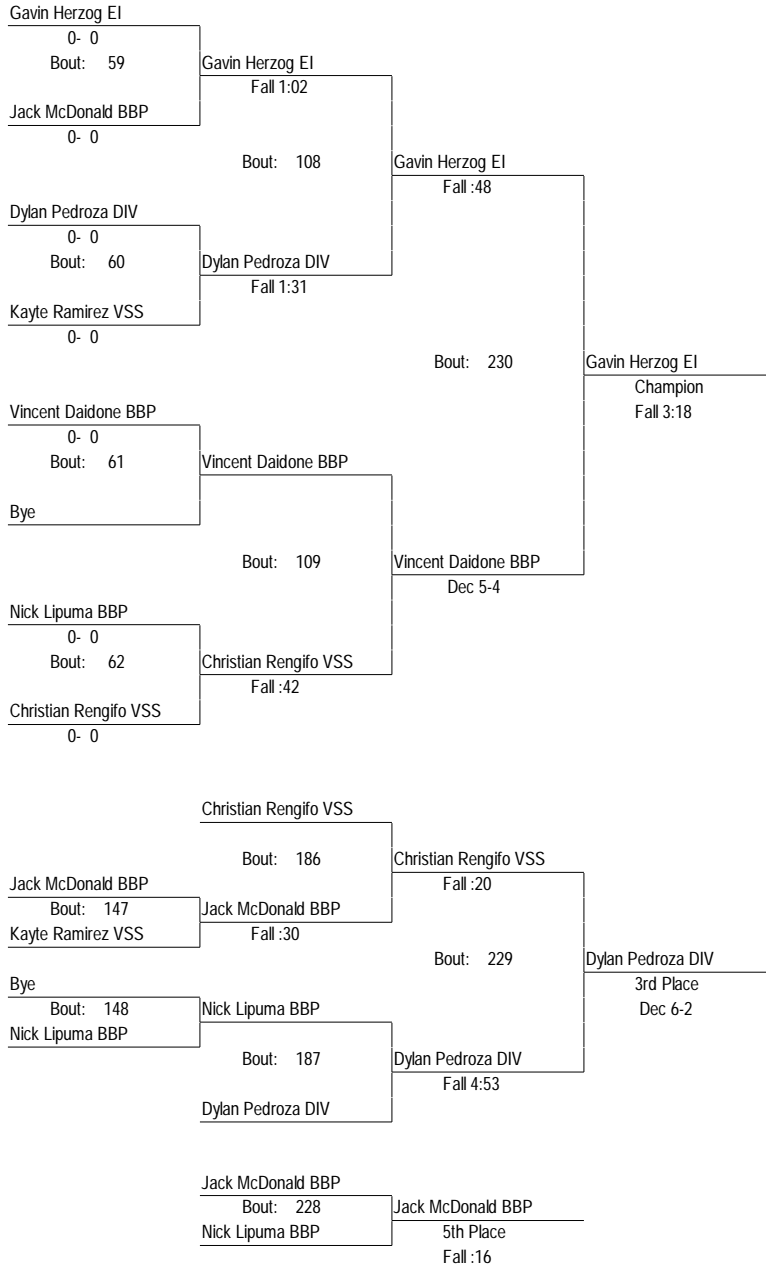 Gavin Herzog EI
0- 0
Bout: 59
Gavin Herzog EI
Fall 1:02
Jack McDonald BBP
0- 0
Bout: 108
Gavin Herzog EI
Fall :48
Dylan Pedroza DIV
0- 0
Bout: 60
Dylan Pedroza DIV
Fall 1:31
Kayte Ramirez VSS
0- 0
Bout: 230
Gavin Herzog EI
Champion
Fall 3:18
Vincent Daidone BBP
0- 0
Bout: 61
Vincent Daidone BBP
Bye
Bout: 109
Vincent Daidone BBP
Dec 5-4
Nick Lipuma BBP
0- 0
Bout: 62
Christian Rengifo VSS
Fall :42
Christian Rengifo VSS
0- 0
Christian Rengifo VSS
Bout: 186
Christian Rengifo VSS
Fall :20
Jack McDonald BBP
Bout: 147
Jack McDonald BBP
Fall :30
Kayte Ramirez VSS
Bout: 229
Dylan Pedroza DIV
3rd Place
Dec 6-2
Bye
Bout: 148
Nick Lipuma BBP
Nick Lipuma BBP
Bout: 187
Dylan Pedroza DIV
Fall 4:53
Dylan Pedroza DIV
Jack McDonald BBP
Bout: 228
Jack McDonald BBP
Nick Lipuma BBP
5th Place
Fall :16